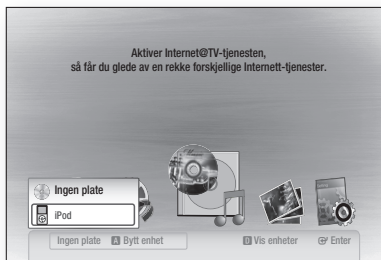 Aktiver Internet@TV-tjenesten,
så får du glede av en rekke forskjellige Internett-tjenester.
Ingen plate
iPod
Ingen plate A Bytt enhet D Vis enheter Enter